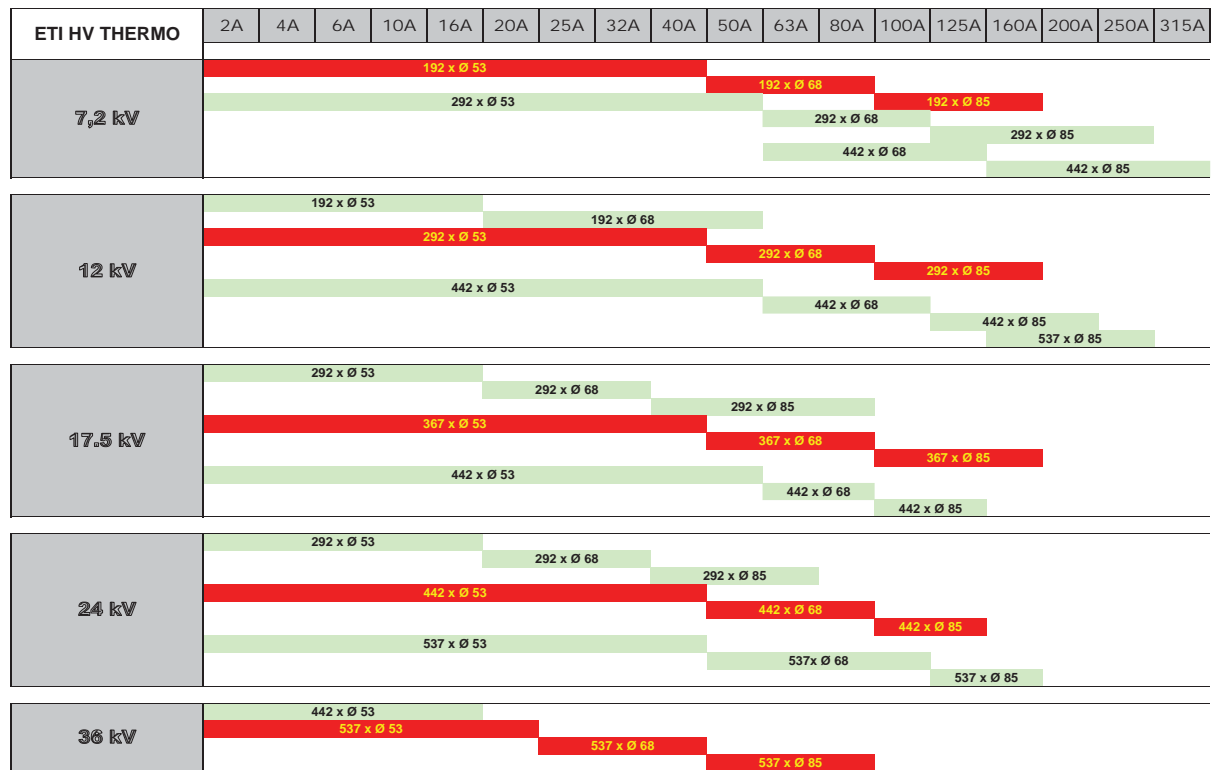 ETI HV THERMO 2A 4A 6A 10A 16A 20A 25A 32A 40A 50A 63A 80A 100A 125A 160A 200A 250A 315A
7,2 kV
192 x Ø 53
192 x Ø 68
292 x Ø 53 192 x Ø 85
292 x Ø 68
292 x Ø 85
442 x Ø 68
442 x Ø 85
12 kV
192 x Ø 53
192 x Ø 68
292 x Ø 53
292 x Ø 68
292 x Ø 85
442 x Ø 53
442 x Ø 68
442 x Ø 85
537 x Ø 85
17.5 kV
292 x Ø 53
292 x Ø 68
292 x Ø 85
367 x Ø 53
367 x Ø 68
367 x Ø 85
442 x Ø 53
442 x Ø 68
442 x Ø 85
24 kV
292 x Ø 53
292 x Ø 68
292 x Ø 85
442 x Ø 53
442 x Ø 68
442 x Ø 85
537 x Ø 53
537x Ø 68
537 x Ø 85
36 kV
442 x Ø 53
537 x Ø 53
537 x Ø 68
537 x Ø 85